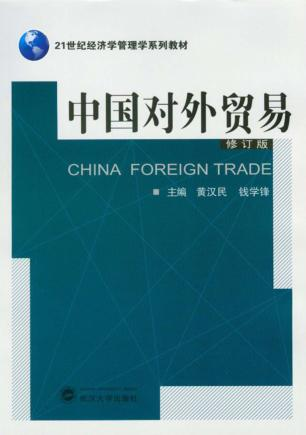 21世纪经济学管理学系列教材
中国对外贸易
修订版
CHINA FOREIGN TRADE
■ 主编 黄汉民 钱学锋
武汉大学出版社